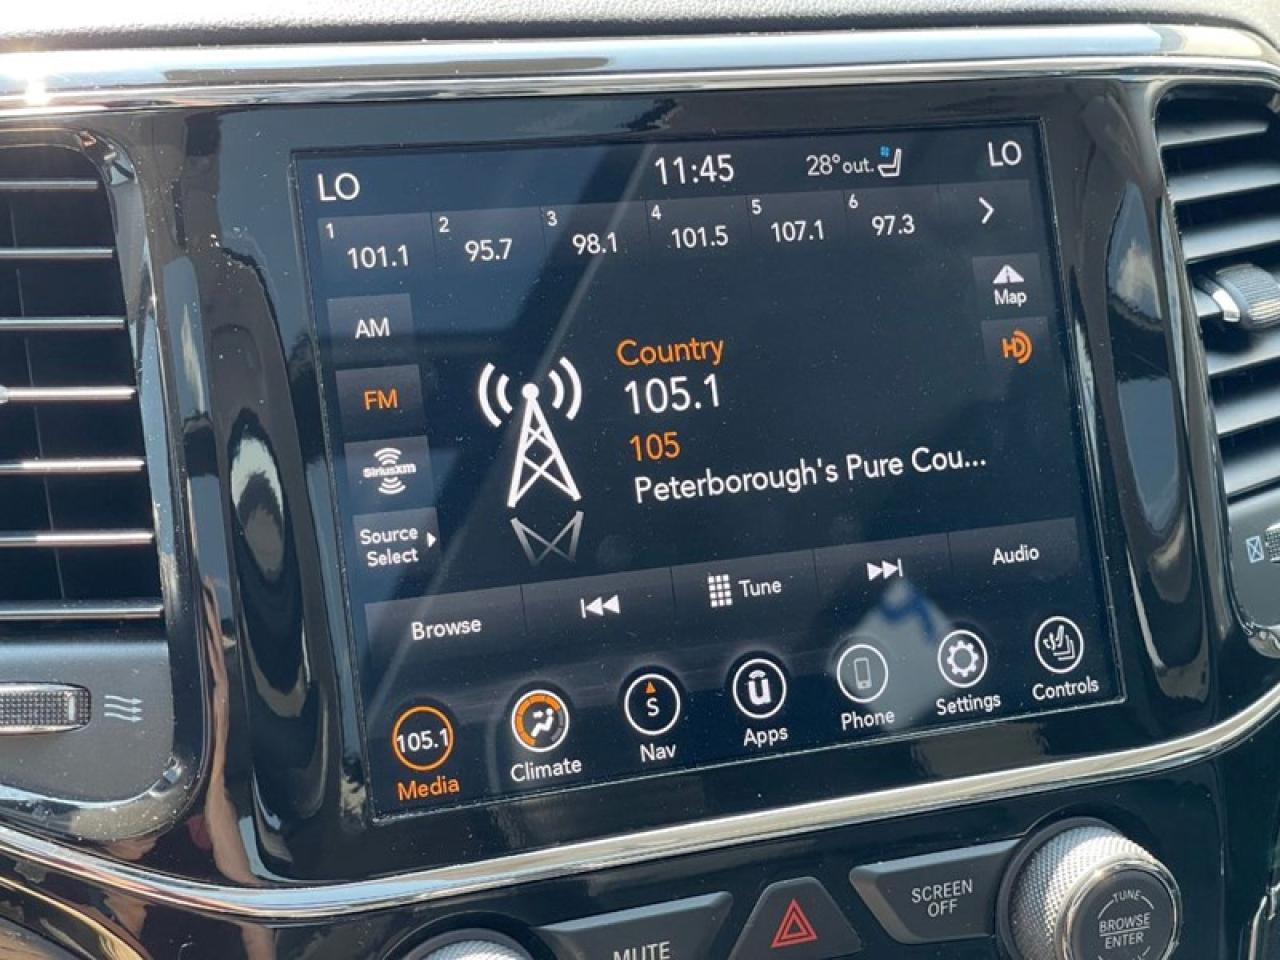 LO 11:45 28°out. LO
1 101.1 2 95.7 3 98.1 4 101.5 5 107.1 6 97.3
AM
Map
Country
HD
105.1
FM
105
SiriusXM
Peterborough's Pure Cou...
Source
Select
Browse
Tune
Audio
105.1
Media
Climate
S
Nav
Apps
Phone
Settings
Controls
MUTE
SCREEN
OFF
TUNE
BROWSE
ENTER